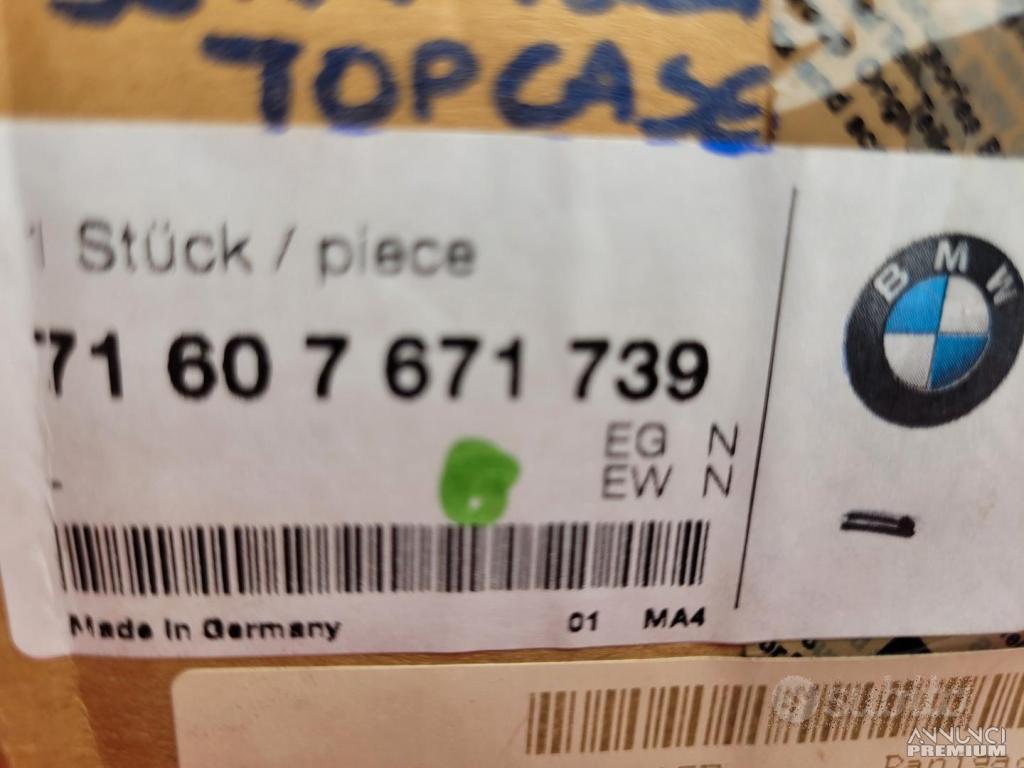 TOPCASE
1 Stück / piece
71 60 7 671 739
EG N
EW N
Made in Germany 01 MA4
BMW
subito
ANNUNCI
PREMIUM